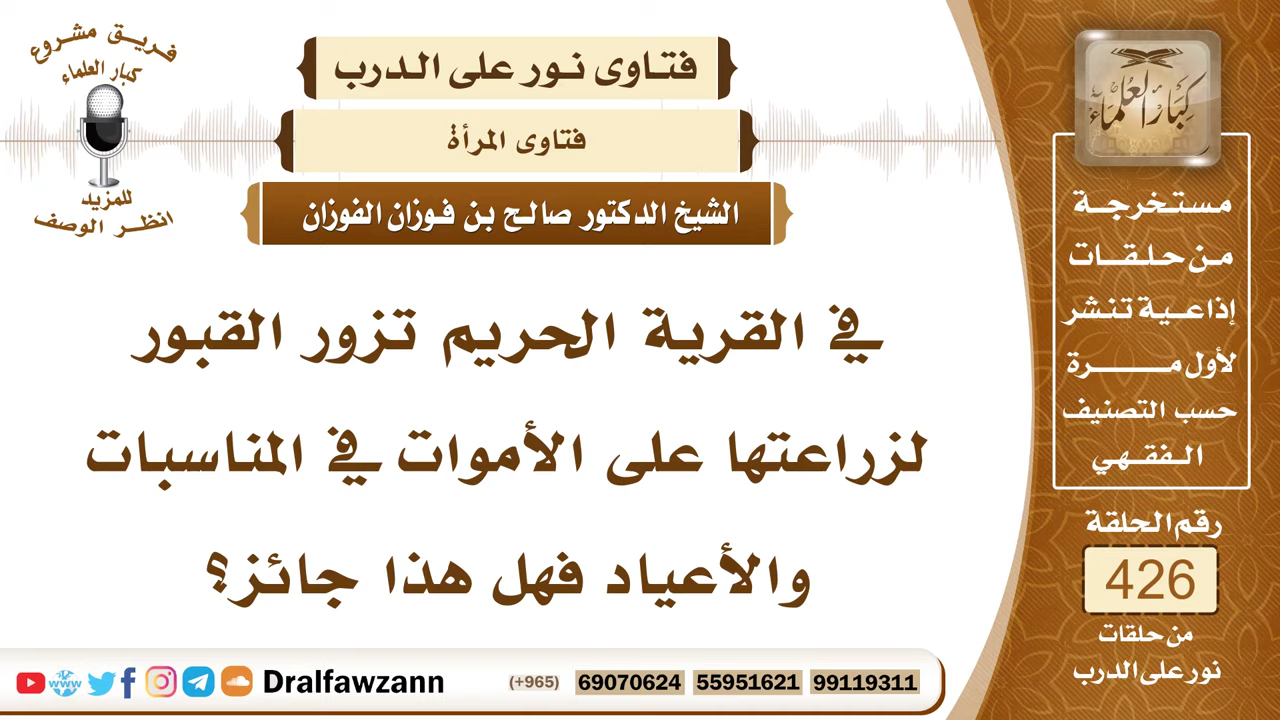 فريق مشروع
كبار العلماء
للمزيد
انظر الوصف
فتاوى نور على الدرب
فتاوى المرأة
الشيخ الدكتور صالح بن فوزان الفوزان
في القرية الحريم تزور القبور
لزراعتها على الأموات في المناسبات
والأعياد فهل هذا جائز؟
كبار العلماء
مستخرجة
من حلقات
إذاعية تنشر
لأول مرة
حسب التصنيف
الفقهي
رقم الحلقة
426
من حلقات
نور على الدرب
Dralfawzann (+965) 69070624 55951621 99119311